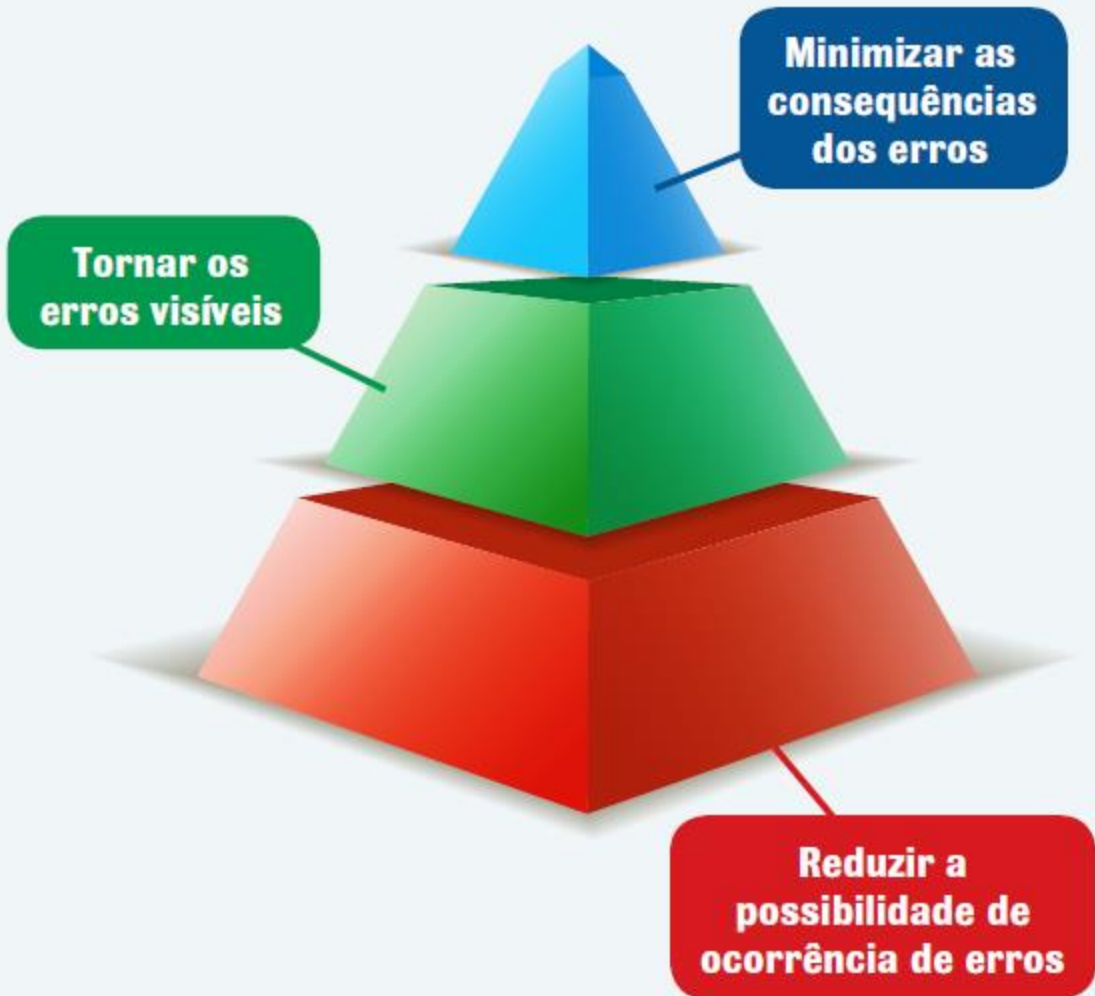 Minimizar as
consequências
dos erros
Tornar os
erros visíveis
Reduzir a
possibilidade de
ocorrência de erros